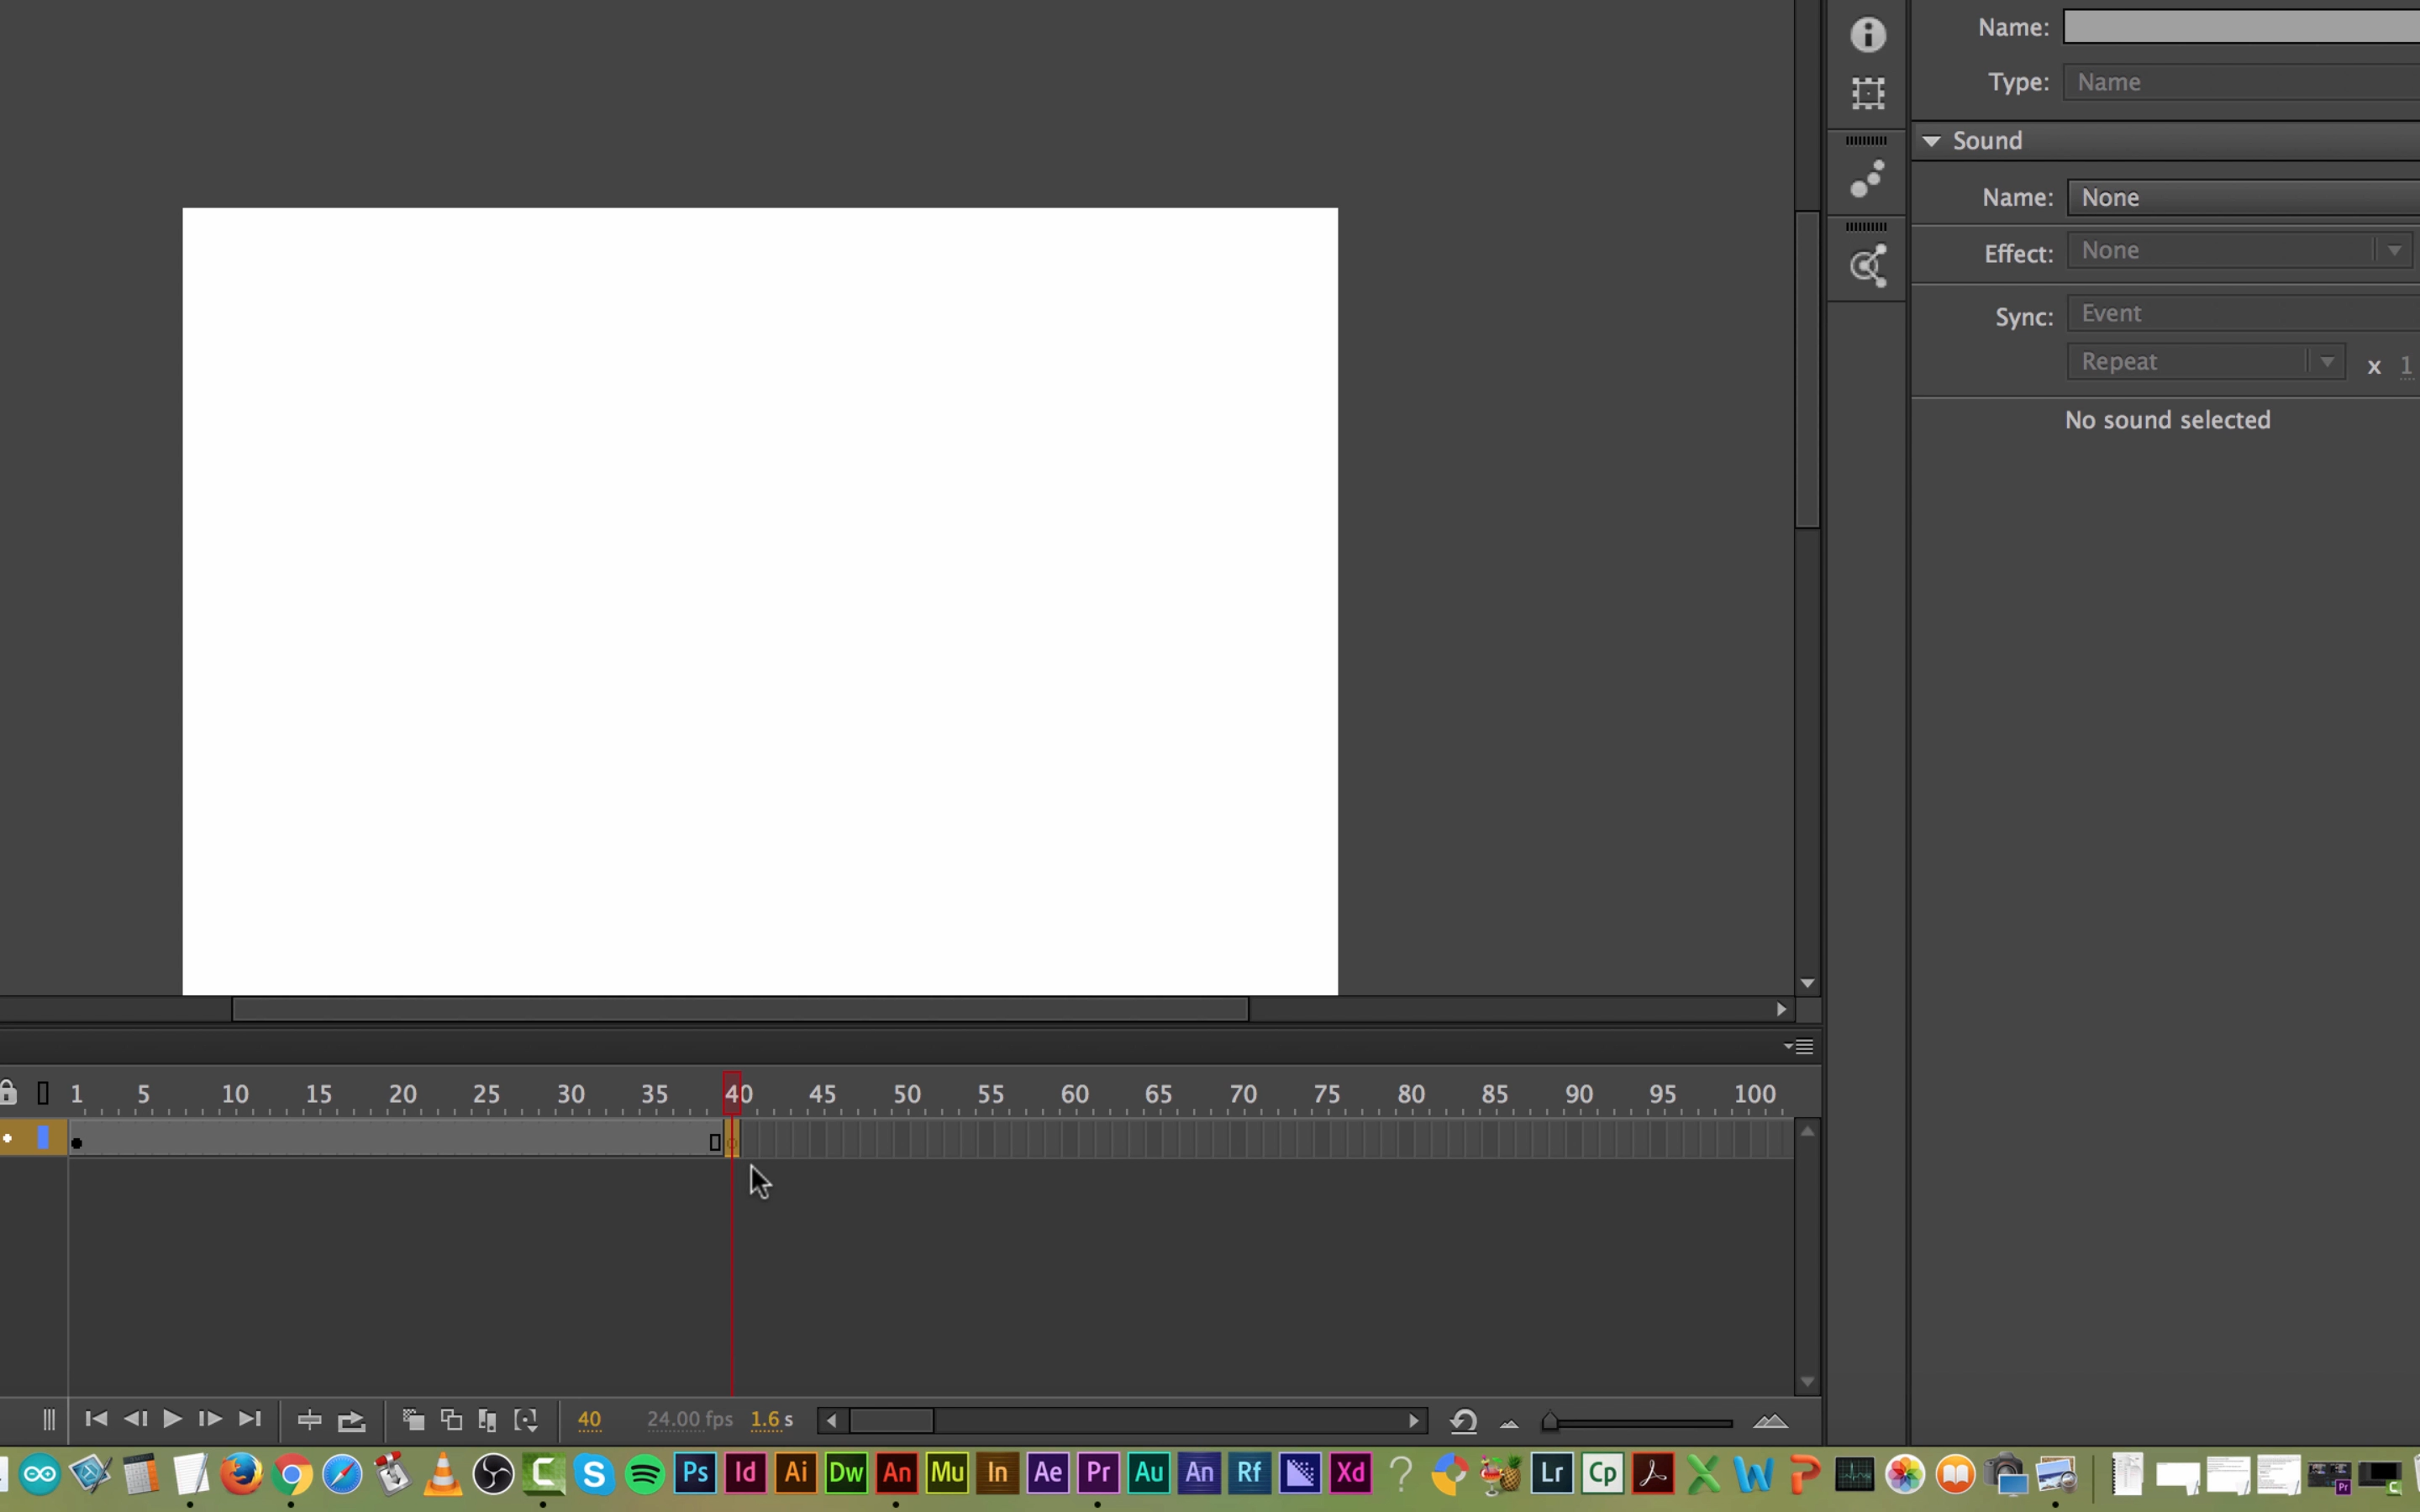 Name:
Type: Name
Sound
Name: None
Effect: None
Sync: Event
Repeat x 1
No sound selected
1 5 10 15 20 25 30 35 40 45 50 55 60 65 70 75 80 85 90 95 100
40 24.00 fps 1.6 s
Ps Id Ai Dw An Mu In Ae Pr Au An Rf Xd ? Lr Cp W P Pr C